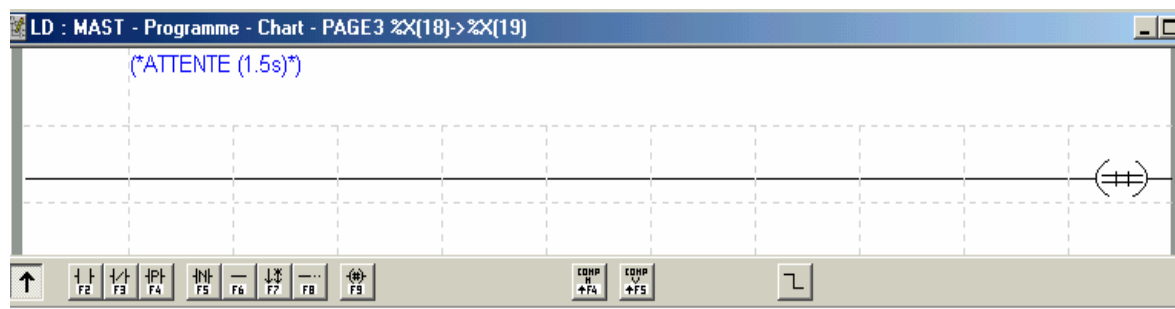 LD : MAST - Programme - Chart - PAGE3 %X(18)->%X(19)
(*ATTENTE (1.5s)*)
F2 F3 P F4 N F5 F6 F7 F8 (#) F9 COMP H ↑F4 COMP V ↑F5